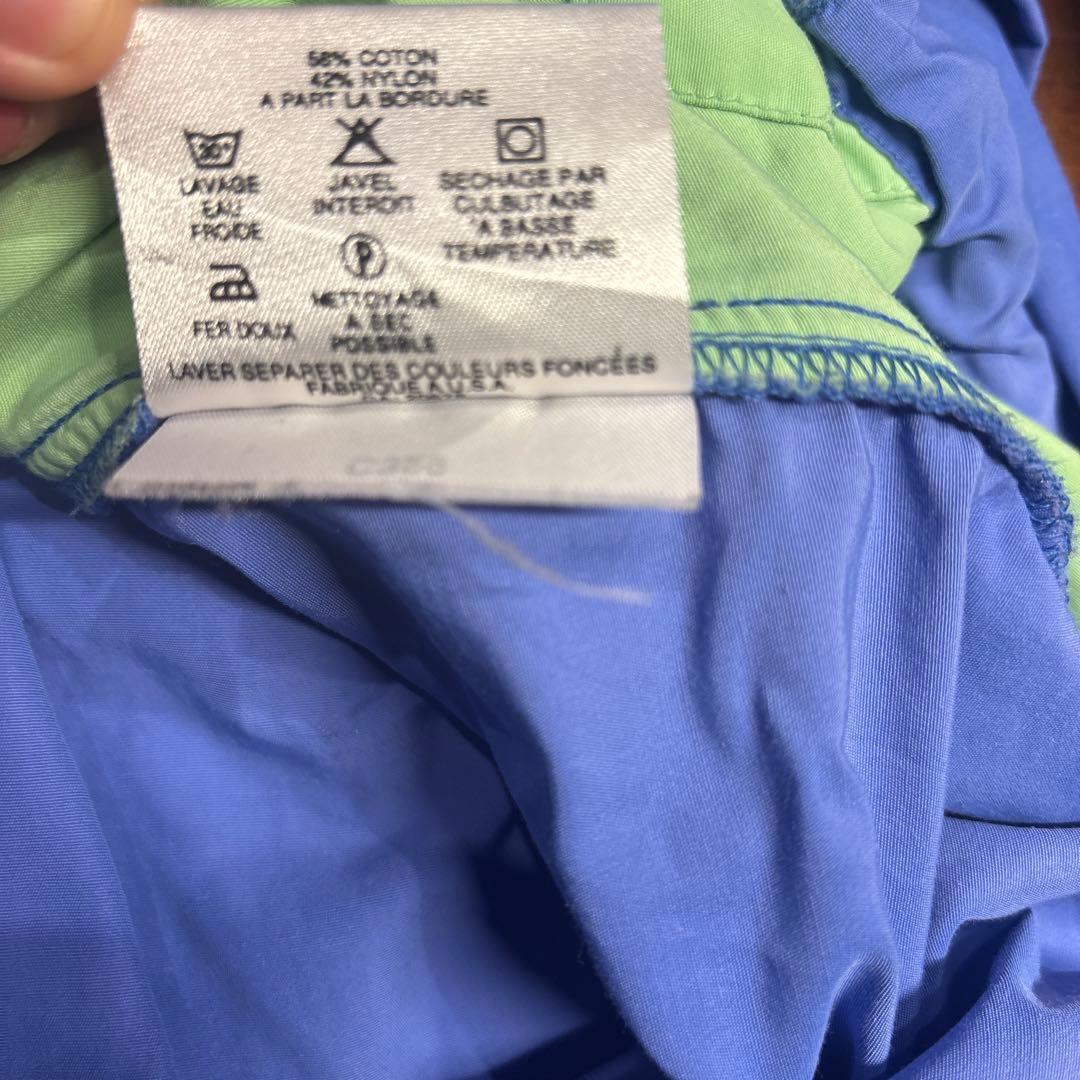 58% COTON
42% NYLON
A PART LA BORDURE
30°
LAVAGE
EAU
FROIDE
JAVEL
INTERDIT
SECHAGE PAR
CULBUTAGE
'A BASSE
TEMPERATURE
FER DOUX
P
NETTOYAGE
A SEC
POSSIBLE
LAVER SEPARER DES COULEURS FONCÉES
FABRIQUE A U.S.A.